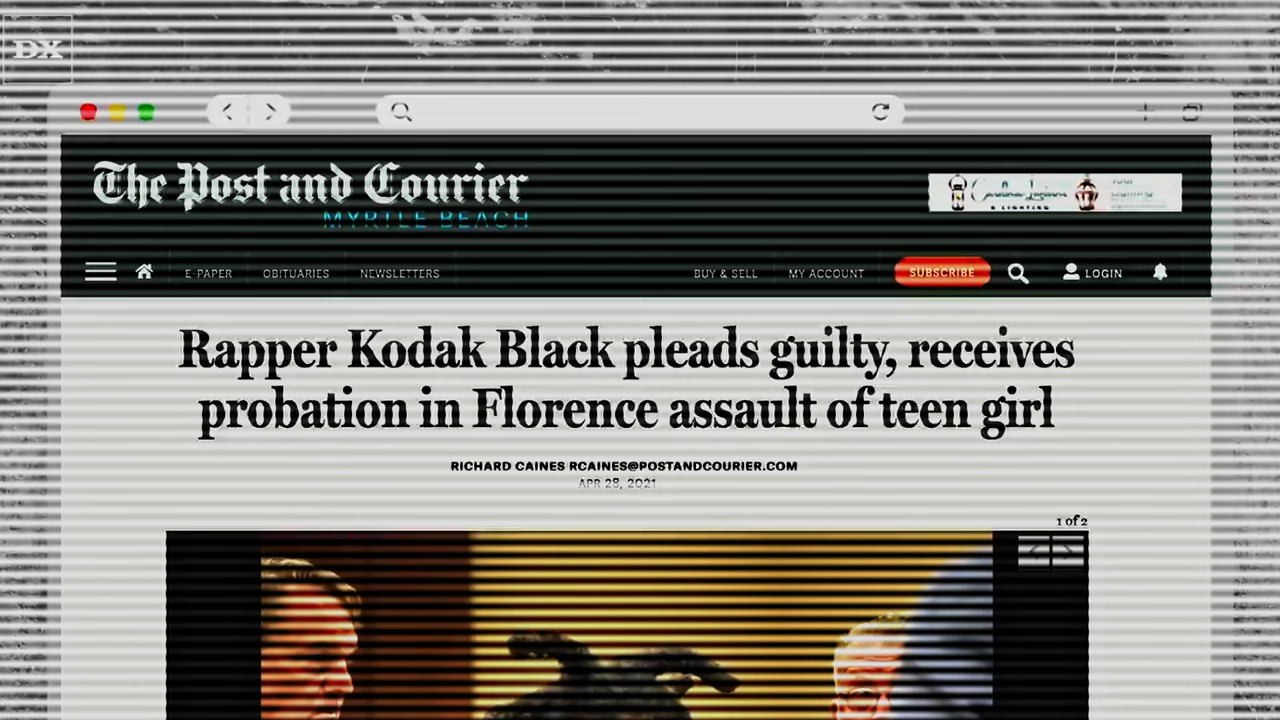 DX
The Post and Courier
MYRTLE BEACH
& LIGHTING
E-PAPER OBITUARIES NEWSLETTERS BUY & SELL MY ACCOUNT SUBSCRIBE LOGIN
Rapper Kodak Black pleads guilty, receives
probation in Florence assault of teen girl
RICHARD CAINES RCAINES@POSTANDCOURIER.COM
APR 28, 2021
1 of 2